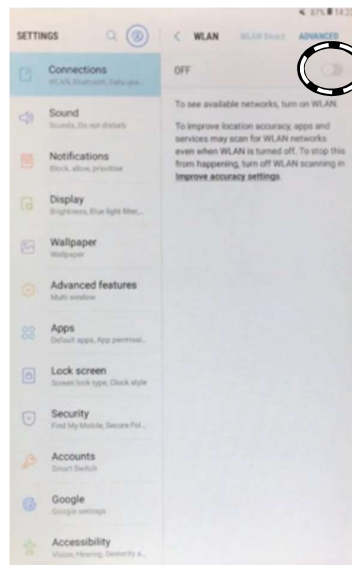 87% 14:23
SETTINGS
< WLAN WLAN Direct ADVANCED
Connections
WLAN, Bluetooth, Data usa...
OFF
Sound
Sounds, Do not disturb
To see available networks, turn on WLAN.
To improve location accuracy, apps and
services may scan for WLAN networks
even when WLAN is turned off. To stop this
from happening, turn off WLAN scanning in
Improve accuracy settings.
Notifications
Block, allow, prioritise
Display
Brightness, Blue light filter,...
Wallpaper
Wallpaper
Advanced features
Multi window
Apps
Default apps, App permissi...
Lock screen
Screen lock type, Clock style
Security
Find My Mobile, Secure Fol...
Accounts
Smart Switch
Google
Google settings
Accessibility
Vision, Hearing, Dexterity a...